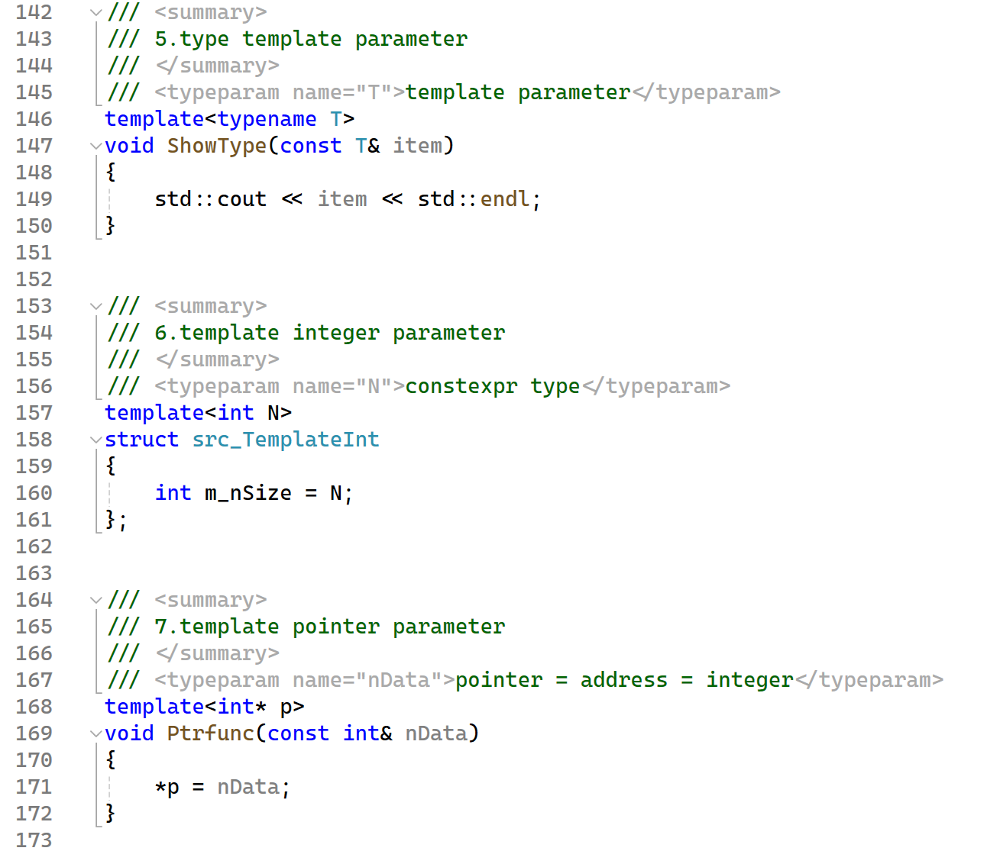 142 /// <summary>
143 /// 5.type template parameter
144 /// </summary>
145 /// <typeparam name="T">template parameter</typeparam>
146 template<typename T>
147 void ShowType(const T& item)
148 {
149     std::cout << item << std::endl;
150 }
151
152
153 /// <summary>
154 /// 6.template integer parameter
155 /// </summary>
156 /// <typeparam name="N">constexpr type</typeparam>
157 template<int N>
158 struct src_TemplateInt
159 {
160     int m_nSize = N;
161 };
162
163
164 /// <summary>
165 /// 7.template pointer parameter
166 /// </summary>
167 /// <typeparam name="nData">pointer = address = integer</typeparam>
168 template<int* p>
169 void Ptrfunc(const int& nData)
170 {
171     *p = nData;
172 }
173